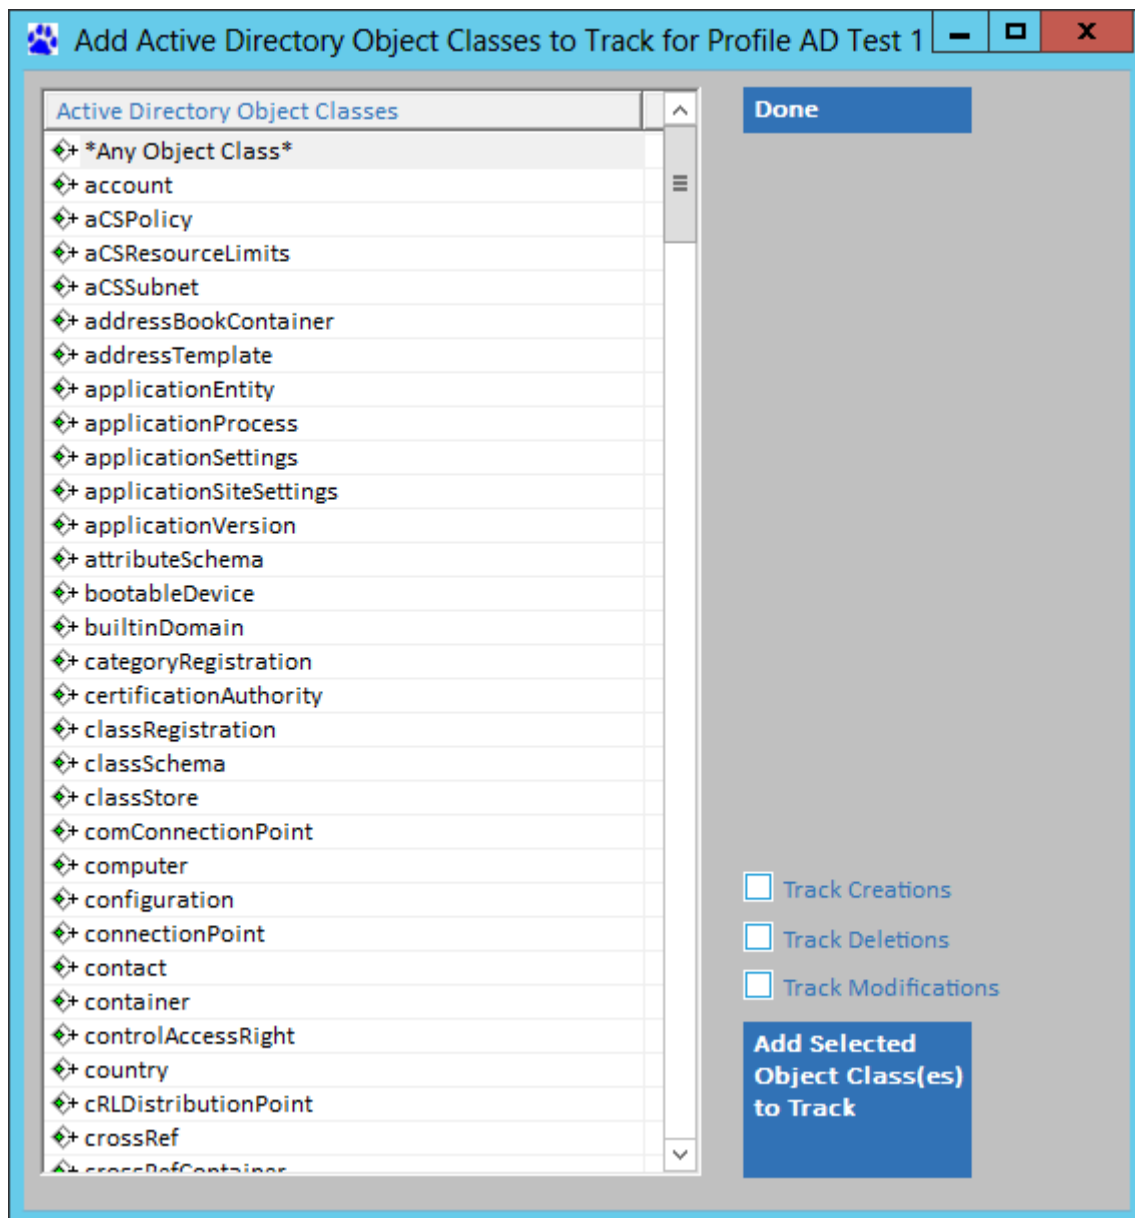 Add Active Directory Object Classes to Track for Profile AD Test 1
Active Directory Object Classes
*Any Object Class*
account
aCSPolicy
aCSResourceLimits
aCSSubnet
addressBookContainer
addressTemplate
applicationEntity
applicationProcess
applicationSettings
applicationSiteSettings
applicationVersion
attributeSchema
bootableDevice
builtinDomain
categoryRegistration
certificationAuthority
classRegistration
classSchema
classStore
comConnectionPoint
computer
configuration
connectionPoint
contact
container
controlAccessRight
country
cRLDistributionPoint
crossRef
crossRefContainer
Done
Track Creations
Track Deletions
Track Modifications
Add Selected
Object Class(es)
to Track